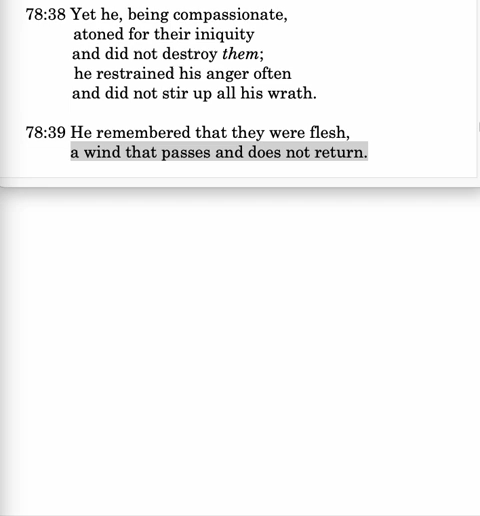 78:38 Yet he, being compassionate,
atoned for their iniquity
and did not destroy them;
he restrained his anger often
and did not stir up all his wrath.
78:39 He remembered that they were flesh,
a wind that passes and does not return.